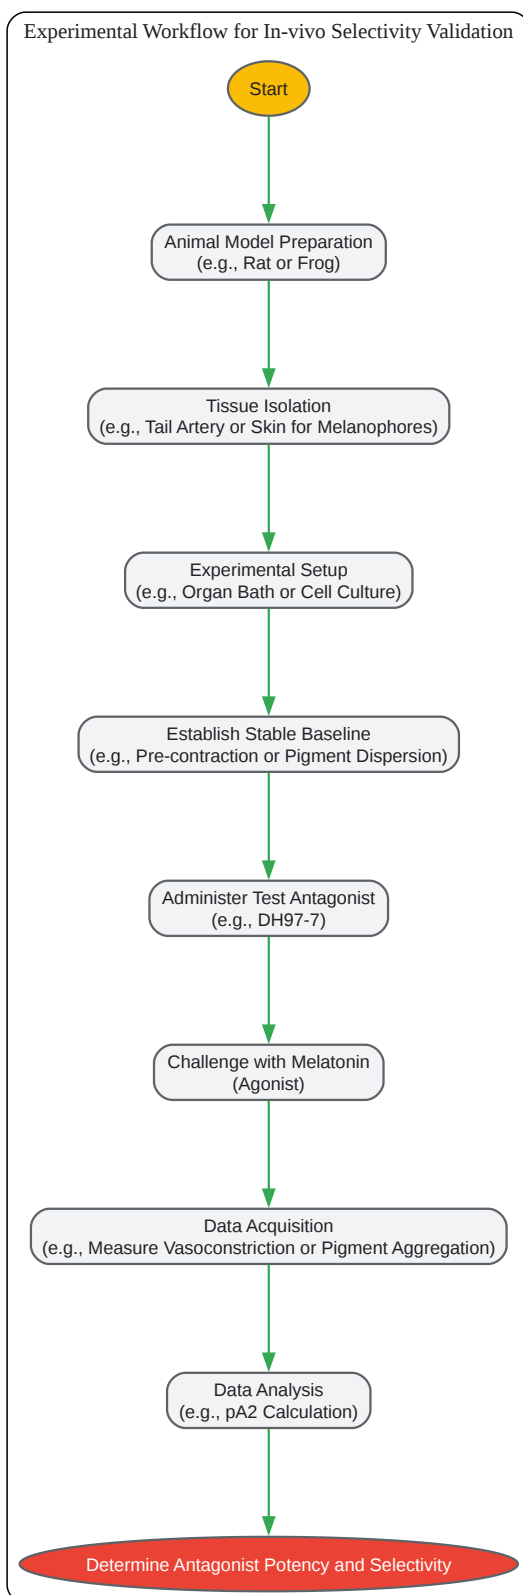 Experimental Workflow for In-vivo Selectivity Validation
Start
Animal Model Preparation
(e.g., Rat or Frog)
Tissue Isolation
(e.g., Tail Artery or Skin for Melanophores)
Experimental Setup
(e.g., Organ Bath or Cell Culture)
Establish Stable Baseline
(e.g., Pre-contraction or Pigment Dispersion)
Administer Test Antagonist
(e.g., DH97-7)
Challenge with Melatonin
(Agonist)
Data Acquisition
(e.g., Measure Vasoconstriction or Pigment Aggregation)
Data Analysis
(e.g., pA2 Calculation)
Determine Antagonist Potency and Selectivity